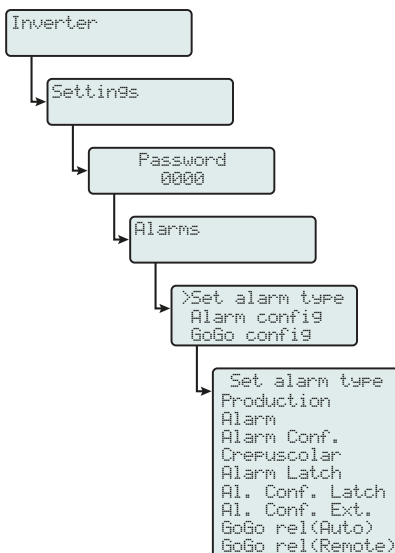 Inverter
Settings
Password
0000
Alarms
>Set alarm type
Alarm config
GoGo config
Set alarm type
Production
Alarm
Alarm Conf.
Crepuscolar
Alarm Latch
Al. Conf. Latch
Al. Conf. Ext.
GoGo rel(Auto)
GoGo rel(Remote)